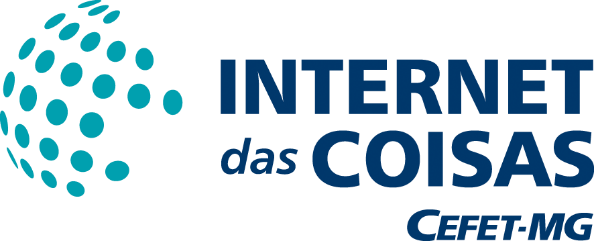 INTERNET
das COISAS
CEFET-MG